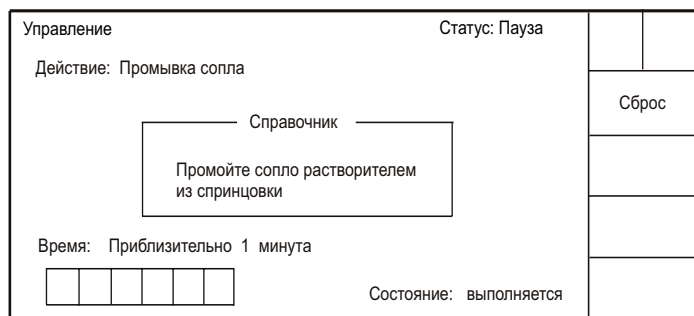 Управление
Статус: Пауза
Действие: Промывка сопла
Сброс
Справочник
Промойте сопло растворителем
из спринцовки
Время: Приблизительно 1 минута
Состояние: выполняется